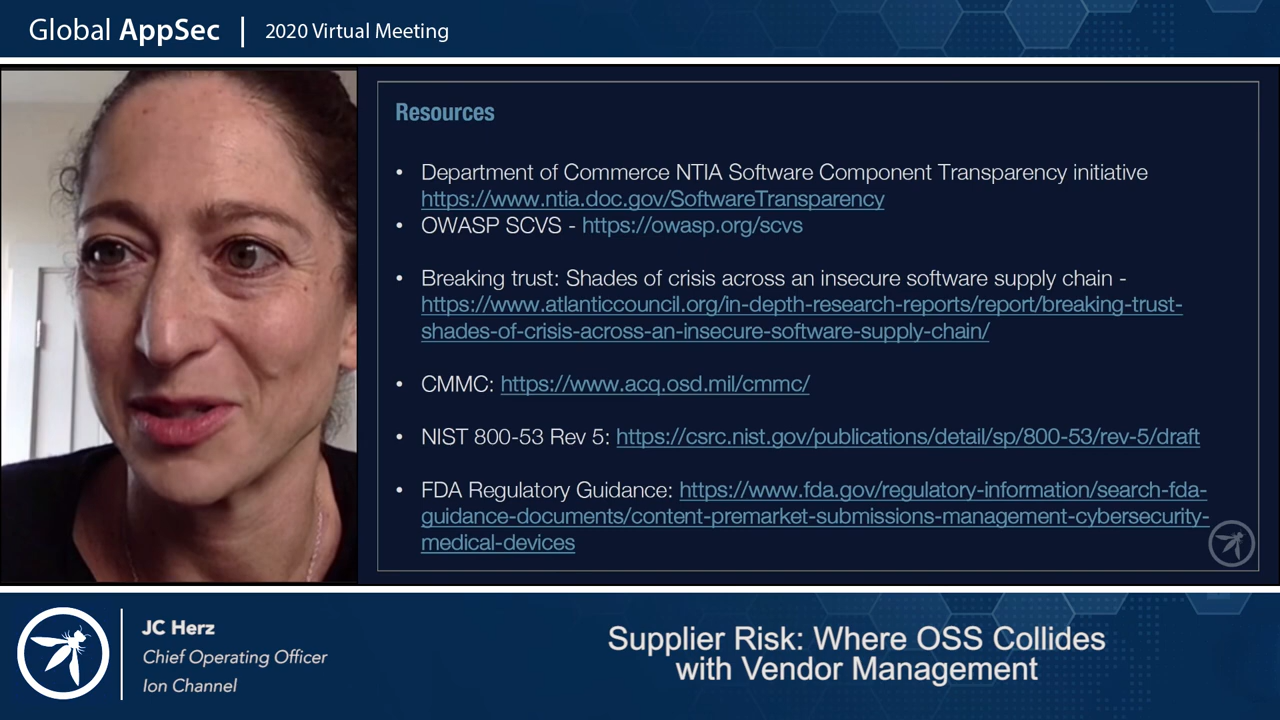 Global AppSec | 2020 Virtual Meeting
Resources
• Department of Commerce NTIA Software Component Transparency initiative
https://www.ntia.doc.gov/SoftwareTransparency
• OWASP SCVS - https://owasp.org/scvs
• Breaking trust: Shades of crisis across an insecure software supply chain -
https://www.atlanticcouncil.org/in-depth-research-reports/report/breaking-trust-
shades-of-crisis-across-an-insecure-software-supply-chain/
• CMMC: https://www.acq.osd.mil/cmmc/
• NIST 800-53 Rev 5: https://csrc.nist.gov/publications/detail/sp/800-53/rev-5/draft
• FDA Regulatory Guidance: https://www.fda.gov/regulatory-information/search-fda-
guidance-documents/content-premarket-submissions-management-cybersecurity-
medical-devices
JC Herz
Chief Operating Officer
Ion Channel
Supplier Risk: Where OSS Collides
with Vendor Management